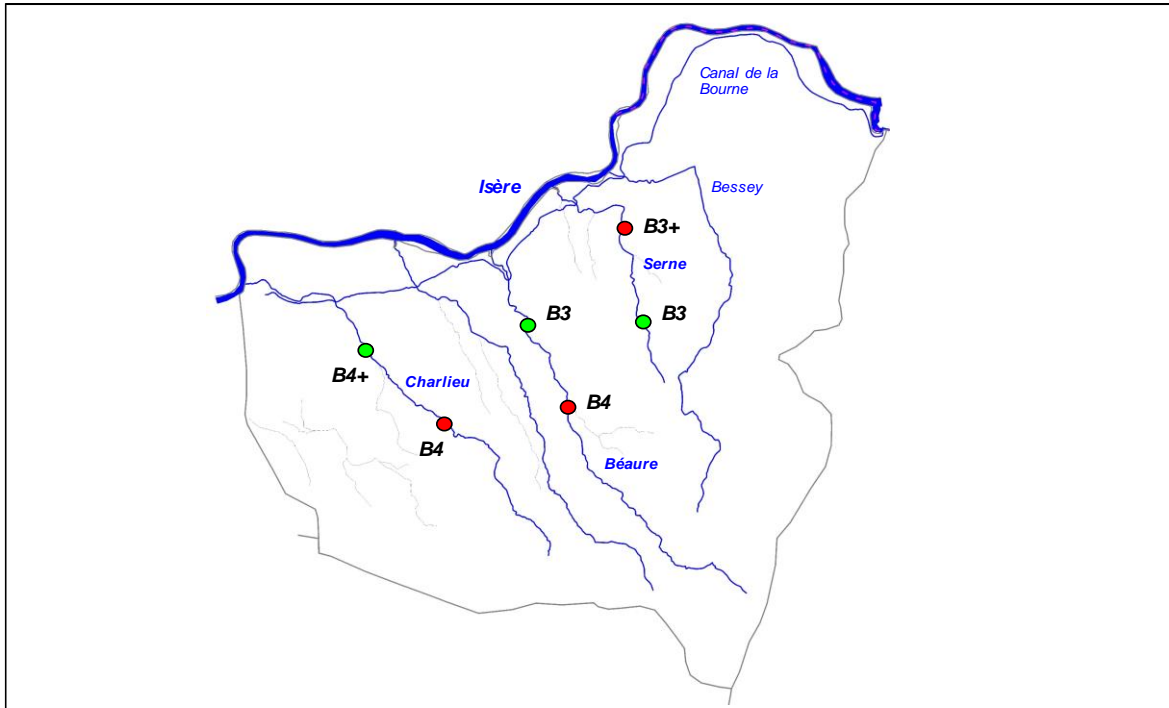 Canal de la
Bourne
Isère
Bessey
B3+
Serne
B3
B3
B4+
Charlieu
B4
B4
Béaure